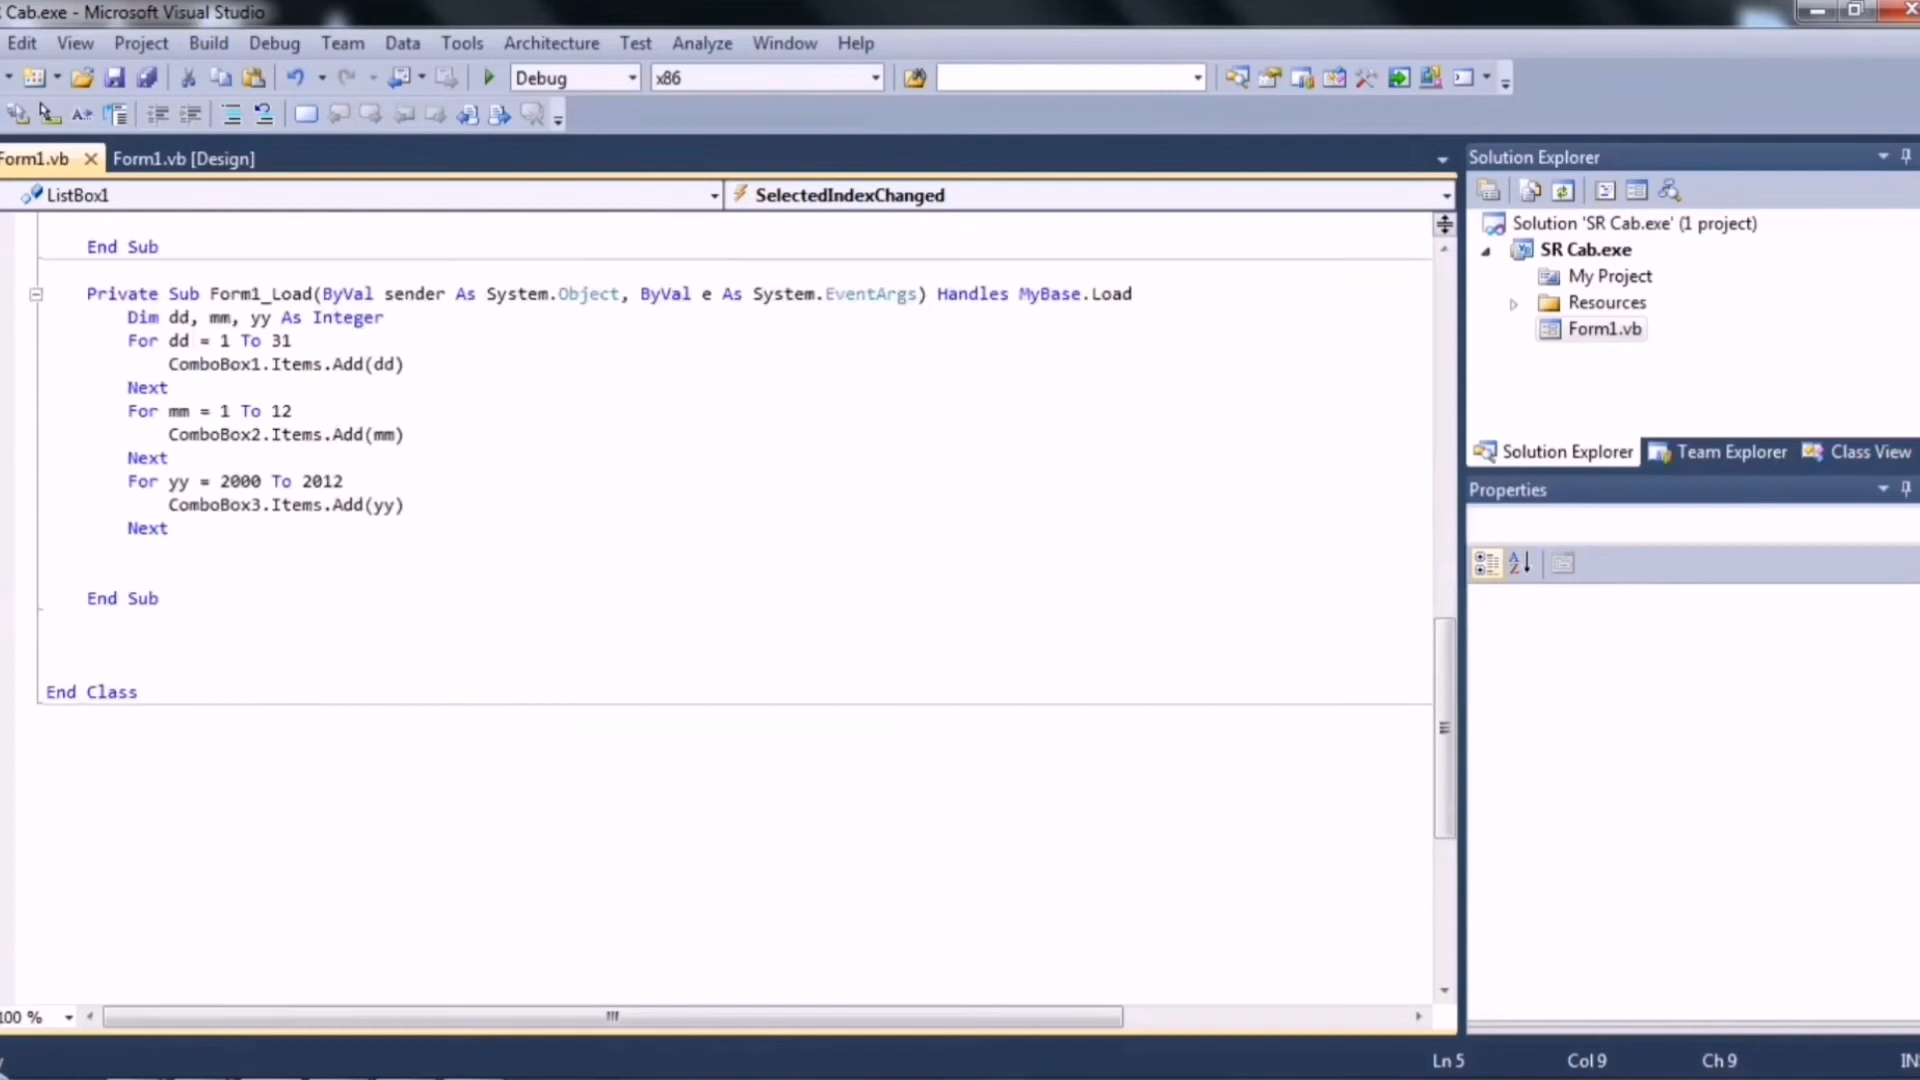 R Cab.exe - Microsoft Visual Studio
Edit View Project Build Debug Team Data Tools Architecture Test Analyze Window Help
Debug x86
Form1.vb Form1.vb [Design]
ListBox1 SelectedIndexChanged
End Sub
Private Sub Form1_Load(ByVal sender As System.Object, ByVal e As System.EventArgs) Handles MyBase.Load
Dim dd, mm, yy As Integer
For dd = 1 To 31
ComboBox1.Items.Add(dd)
Next
For mm = 1 To 12
ComboBox2.Items.Add(mm)
Next
For yy = 2000 To 2012
ComboBox3.Items.Add(yy)
Next
End Sub
End Class
100 %
Solution Explorer
Solution 'SR Cab.exe' (1 project)
SR Cab.exe
My Project
Resources
Form1.vb
Solution Explorer Team Explorer Class View
Properties
Ln 5 Col 9 Ch 9 IN